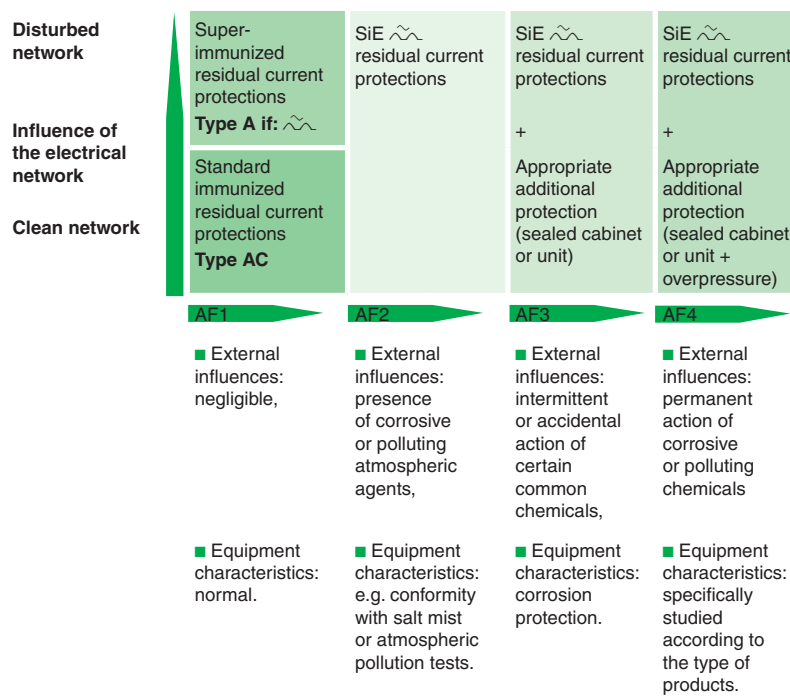 Disturbed
network
Influence of
the electrical
network
Clean network
Super-
immunized
residual current
protections
Type A if:
Standard
immunized
residual current
protections
Type AC
SiE
residual current
protections
SiE
residual current
protections
+
Appropriate
additional
protection
(sealed cabinet
or unit)
SiE
residual current
protections
+
Appropriate
additional
protection
(sealed cabinet
or unit +
overpressure)
AF1
AF2
AF3
AF4
■ External
influences:
negligible,
■ Equipment
characteristics:
normal.
■ External
influences:
presence
of corrosive
or polluting
atmospheric
agents,
■ Equipment
characteristics:
e.g. conformity
with salt mist
or atmospheric
pollution tests.
■ External
influences:
intermittent
or accidental
action of
certain
common
chemicals,
■ Equipment
characteristics:
corrosion
protection.
■ External
influences:
permanent
action of
corrosive
or polluting
chemicals
■ Equipment
characteristics:
specifically
studied
according to
the type of
products.